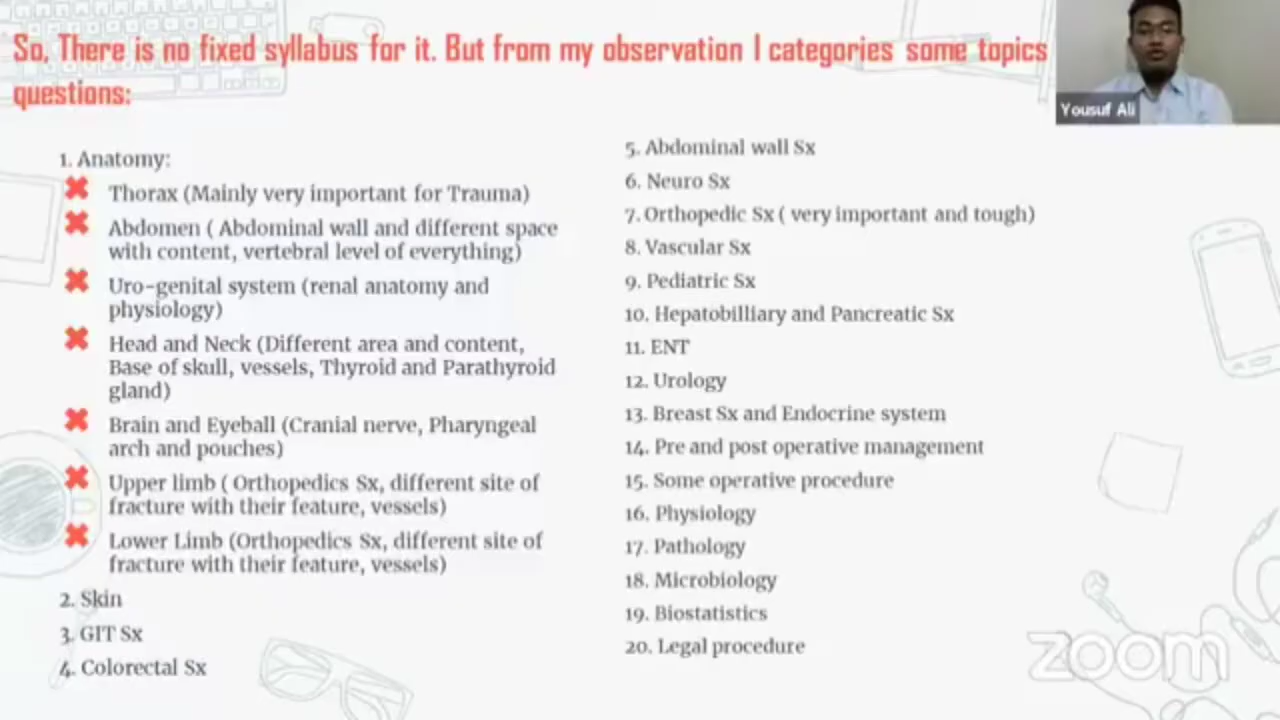 So, There is no fixed syllabus for it. But from my observation I categories some topics
questions:
Yousuf Ali
1. Anatomy:
Thorax (Mainly very important for Trauma)
Abdomen ( Abdominal wall and different space
with content, vertebral level of everything)
Uro-genital system (renal anatomy and
physiology)
Head and Neck (Different area and content,
Base of skull, vessels, Thyroid and Parathyroid
gland)
Brain and Eyeball (Cranial nerve, Pharyngeal
arch and pouches)
Upper limb ( Orthopedics Sx, different site of
fracture with their feature, vessels)
Lower Limb (Orthopedics Sx, different site of
fracture with their feature, vessels)
2. Skin
3. GIT Sx
4. Colorectal Sx
5. Abdominal wall Sx
6. Neuro Sx
7. Orthopedic Sx ( very important and tough)
8. Vascular Sx
9. Pediatric Sx
10. Hepatobilliary and Pancreatic Sx
11. ENT
12. Urology
13. Breast Sx and Endocrine system
14. Pre and post operative management
15. Some operative procedure
16. Physiology
17. Pathology
18. Microbiology
19. Biostatistics
20. Legal procedure
zoom